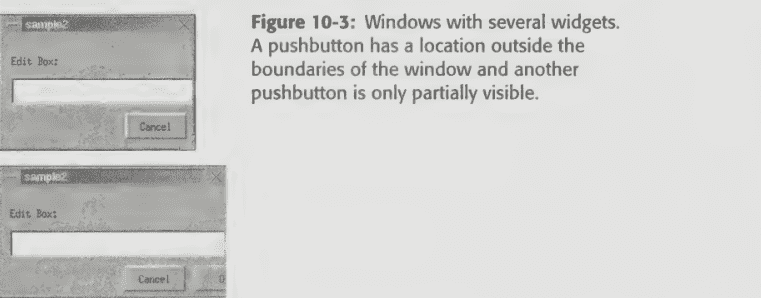 sample2
Edit Box:
Cancel
sample2
Edit Box:
Cancel
Figure 10-3: Windows with several widgets.
A pushbutton has a location outside the
boundaries of the window and another
pushbutton is only partially visible.